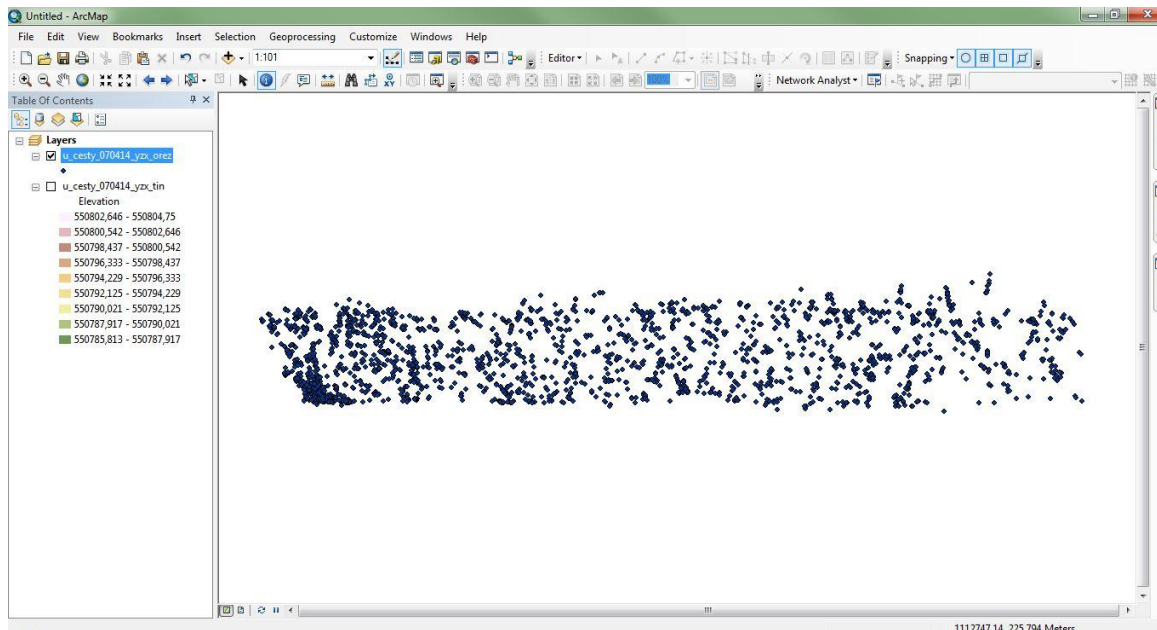 Untitled - ArcMap
File Edit View Bookmarks Insert Selection Geoprocessing Customize Windows Help
1:101 Editor Snapping
100% Network Analyst
Table Of Contents
Layers
u_cesty_070414_yzx_orez
u_cesty_070414_yzx_tin
Elevation
550802,646 - 550804,75
550800,542 - 550802,646
550798,437 - 550800,542
550796,333 - 550798,437
550794,229 - 550796,333
550792,125 - 550794,229
550790,021 - 550792,125
550787,917 - 550790,021
550785,813 - 550787,917
1112747,14 225,794 Meters